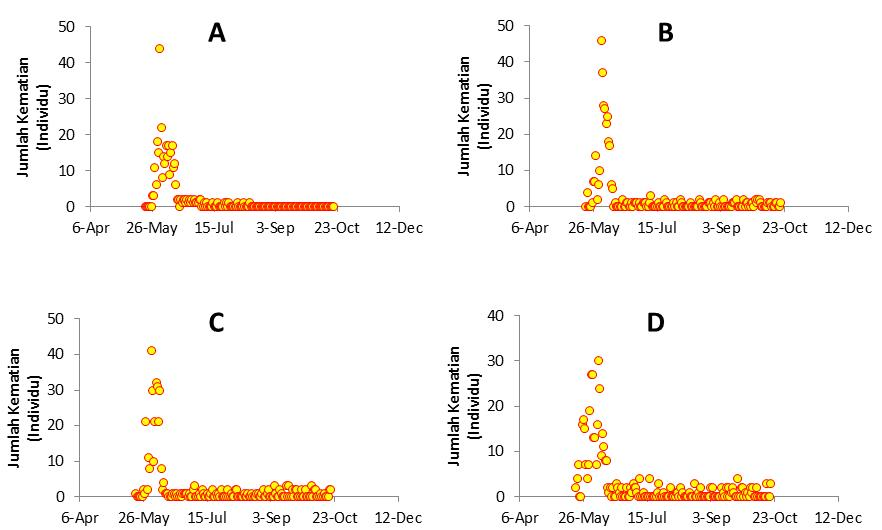 A
50
40
30
20
10
0
Jumlah Kematian
(Individu)
6-Apr 26-May 15-Jul 3-Sep 23-Oct 12-Dec
B
50
40
30
20
10
0
Jumlah Kematian
(Individu)
6-Apr 26-May 15-Jul 3-Sep 23-Oct 12-Dec
C
50
40
30
20
10
0
Jumlah Kematian
(Individu)
6-Apr 26-May 15-Jul 3-Sep 23-Oct 12-Dec
D
40
30
20
10
0
Jumlah Kematian
(Individu)
6-Apr 26-May 15-Jul 3-Sep 23-Oct 12-Dec